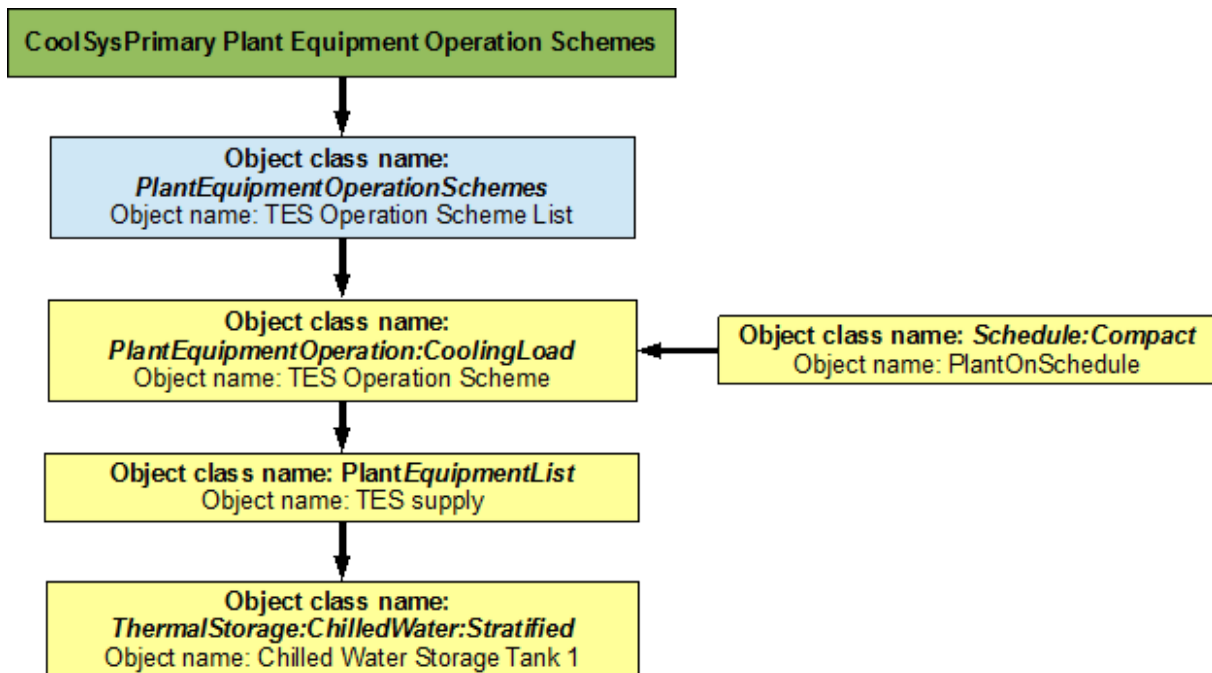 CoolSysPrimary Plant Equipment Operation Schemes
Object class name:
PlantEquipmentOperationSchemes
Object name: TES Operation Scheme List
Object class name:
PlantEquipmentOperation:CoolingLoad
Object name: TES Operation Scheme
Object class name: Schedule:Compact
Object name: PlantOnSchedule
Object class name: PlantEquipmentList
Object name: TES supply
Object class name:
ThermalStorage:ChilledWater:Stratified
Object name: Chilled Water Storage Tank 1